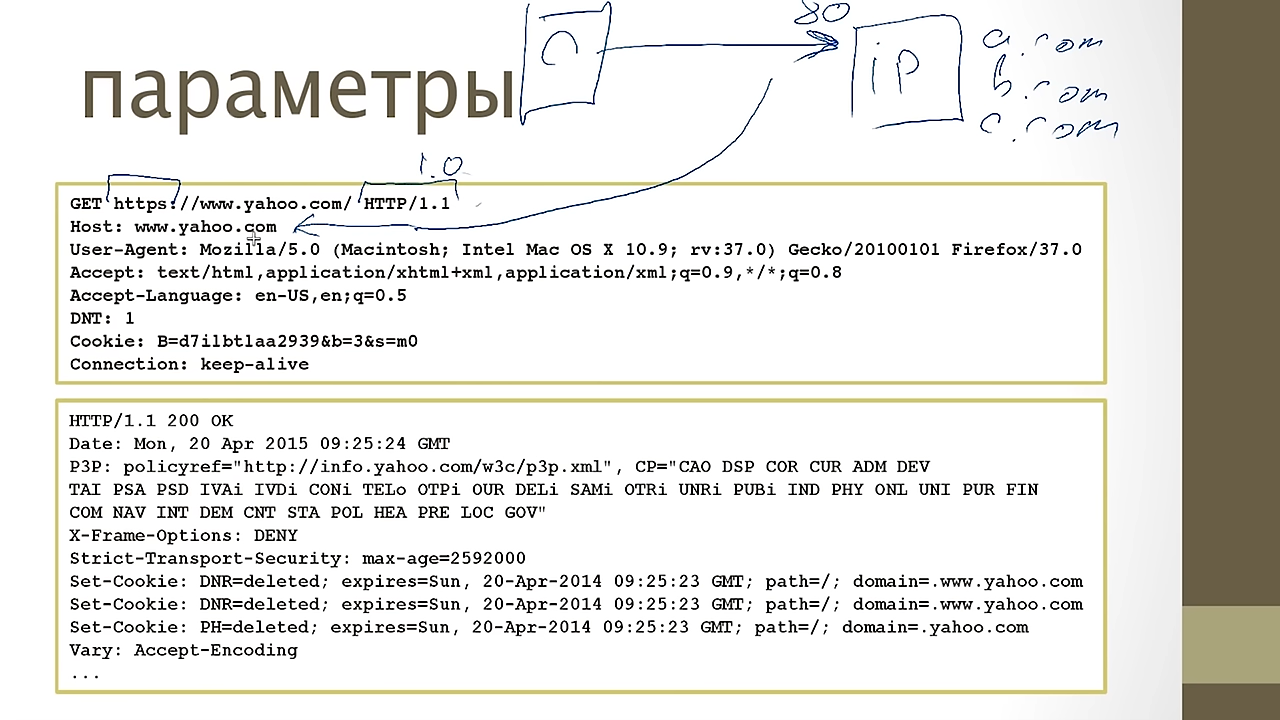 80
c
iP
a.com
b.com
c.com
параметры
1.0
GET https://www.yahoo.com/ HTTP/1.1
Host: www.yahoo.com
User-Agent: Mozilla/5.0 (Macintosh; Intel Mac OS X 10.9; rv:37.0) Gecko/20100101 Firefox/37.0
Accept: text/html,application/xhtml+xml,application/xml;q=0.9,*/*;q=0.8
Accept-Language: en-US,en;q=0.5
DNT: 1
Cookie: B=d7i1bt1aa2939&b=3&s=m0
Connection: keep-alive
HTTP/1.1 200 OK
Date: Mon, 20 Apr 2015 09:25:24 GMT
P3P: policyref="http://info.yahoo.com/w3c/p3p.xml", CP="CAO DSP COR CUR ADM DEV
TAI PSA PSD IVAi IVDi CONi TELo OTPi OUR DELi SAMi OTRi UNRi PUBi IND PHY ONL UNI PUR FIN
COM NAV INT DEM CNT STA POL HEA PRE LOC GOV"
X-Frame-Options: DENY
Strict-Transport-Security: max-age=2592000
Set-Cookie: DNR=deleted; expires=Sun, 20-Apr-2014 09:25:23 GMT; path=/; domain=.www.yahoo.com
Set-Cookie: DNR=deleted; expires=Sun, 20-Apr-2014 09:25:23 GMT; path=/; domain=.www.yahoo.com
Set-Cookie: PH=deleted; expires=Sun, 20-Apr-2014 09:25:23 GMT; path=/; domain=.yahoo.com
Vary: Accept-Encoding
...